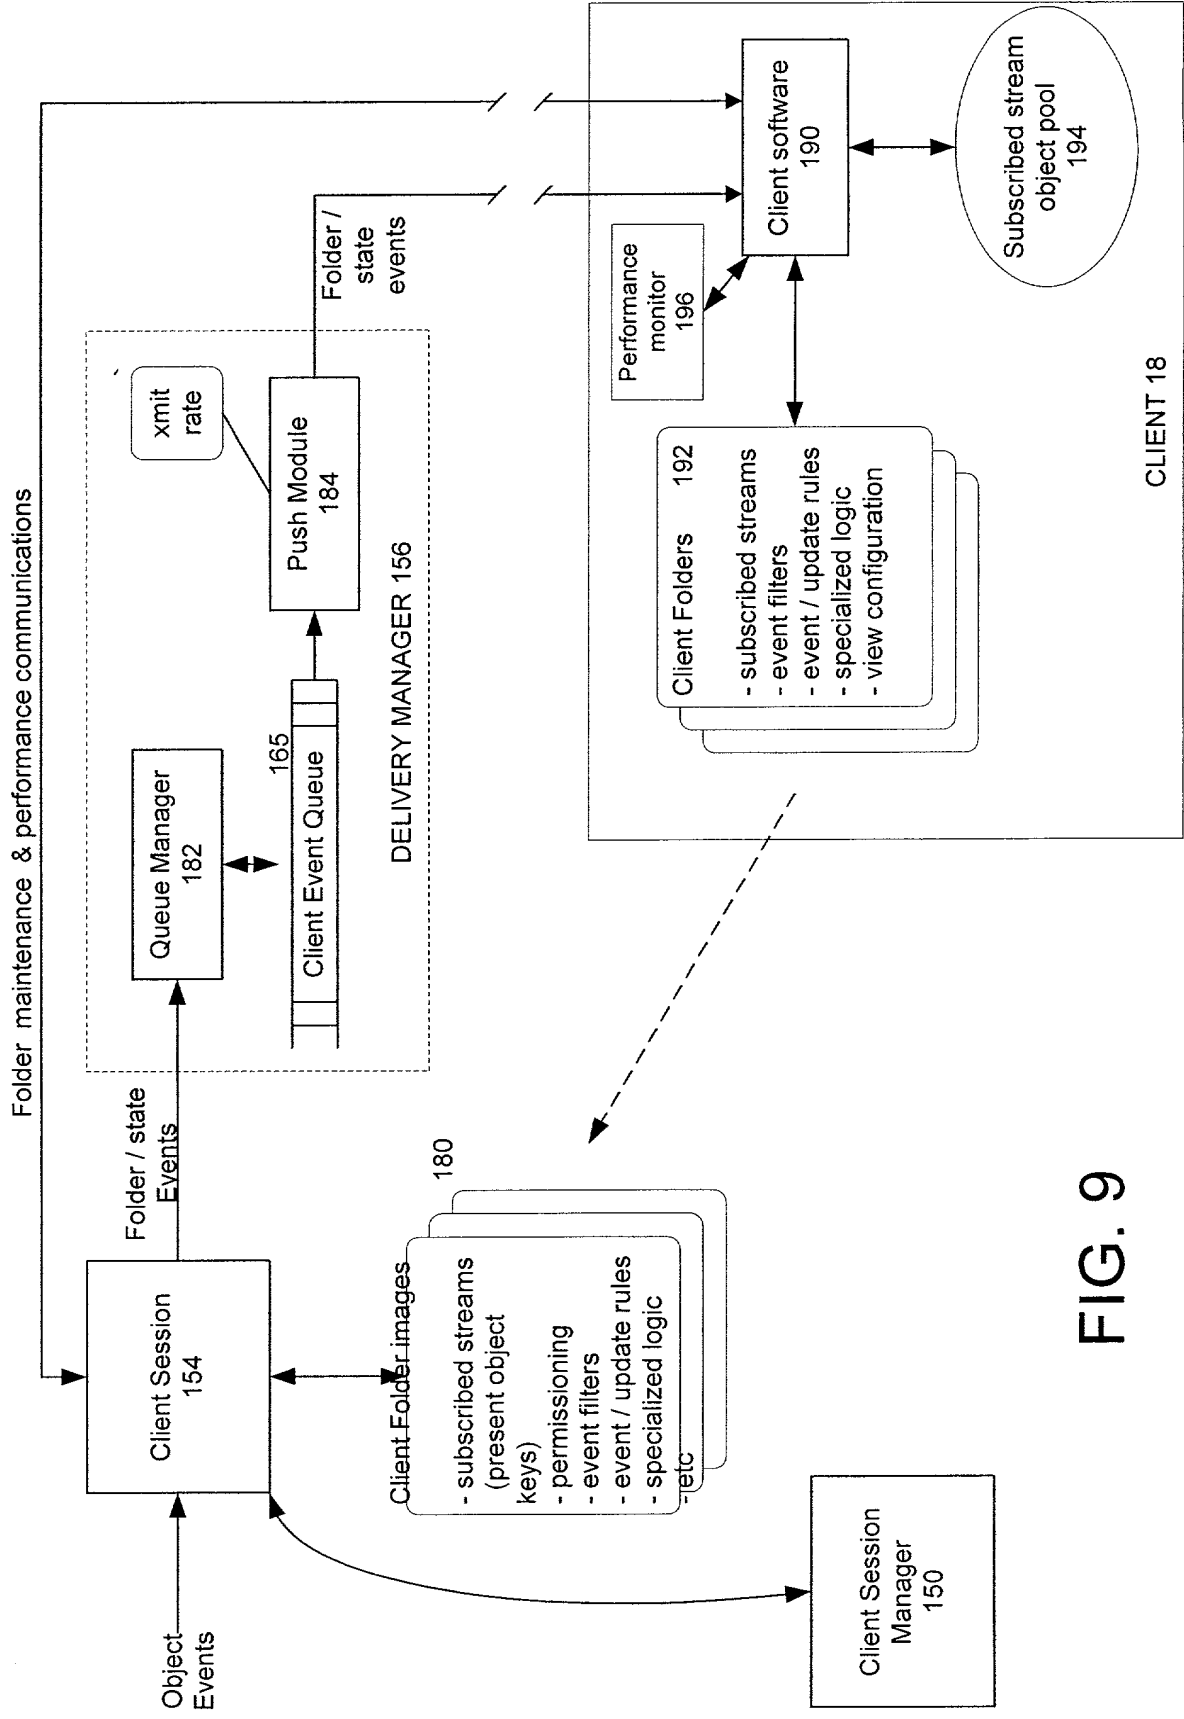 Folder maintenance & performance communications
Object
Events
Client Session
154
Folder / state
Events
Queue Manager
182
165
Client Event Queue
xmit
rate
Push Module
184
DELIVERY MANAGER 156
Folder /
state
events
Client Folder images
180
- subscribed streams
(present object
keys)
- permissioning
- event filters
- event / update rules
- specialized logic
- etc
Client Session
Manager
150
Performance
monitor
196
Client software
190
Client Folders 192
- subscribed streams
- event filters
- event / update rules
- specialized logic
- view configuration
Subscribed stream
object pool
194
CLIENT 18
FIG. 9